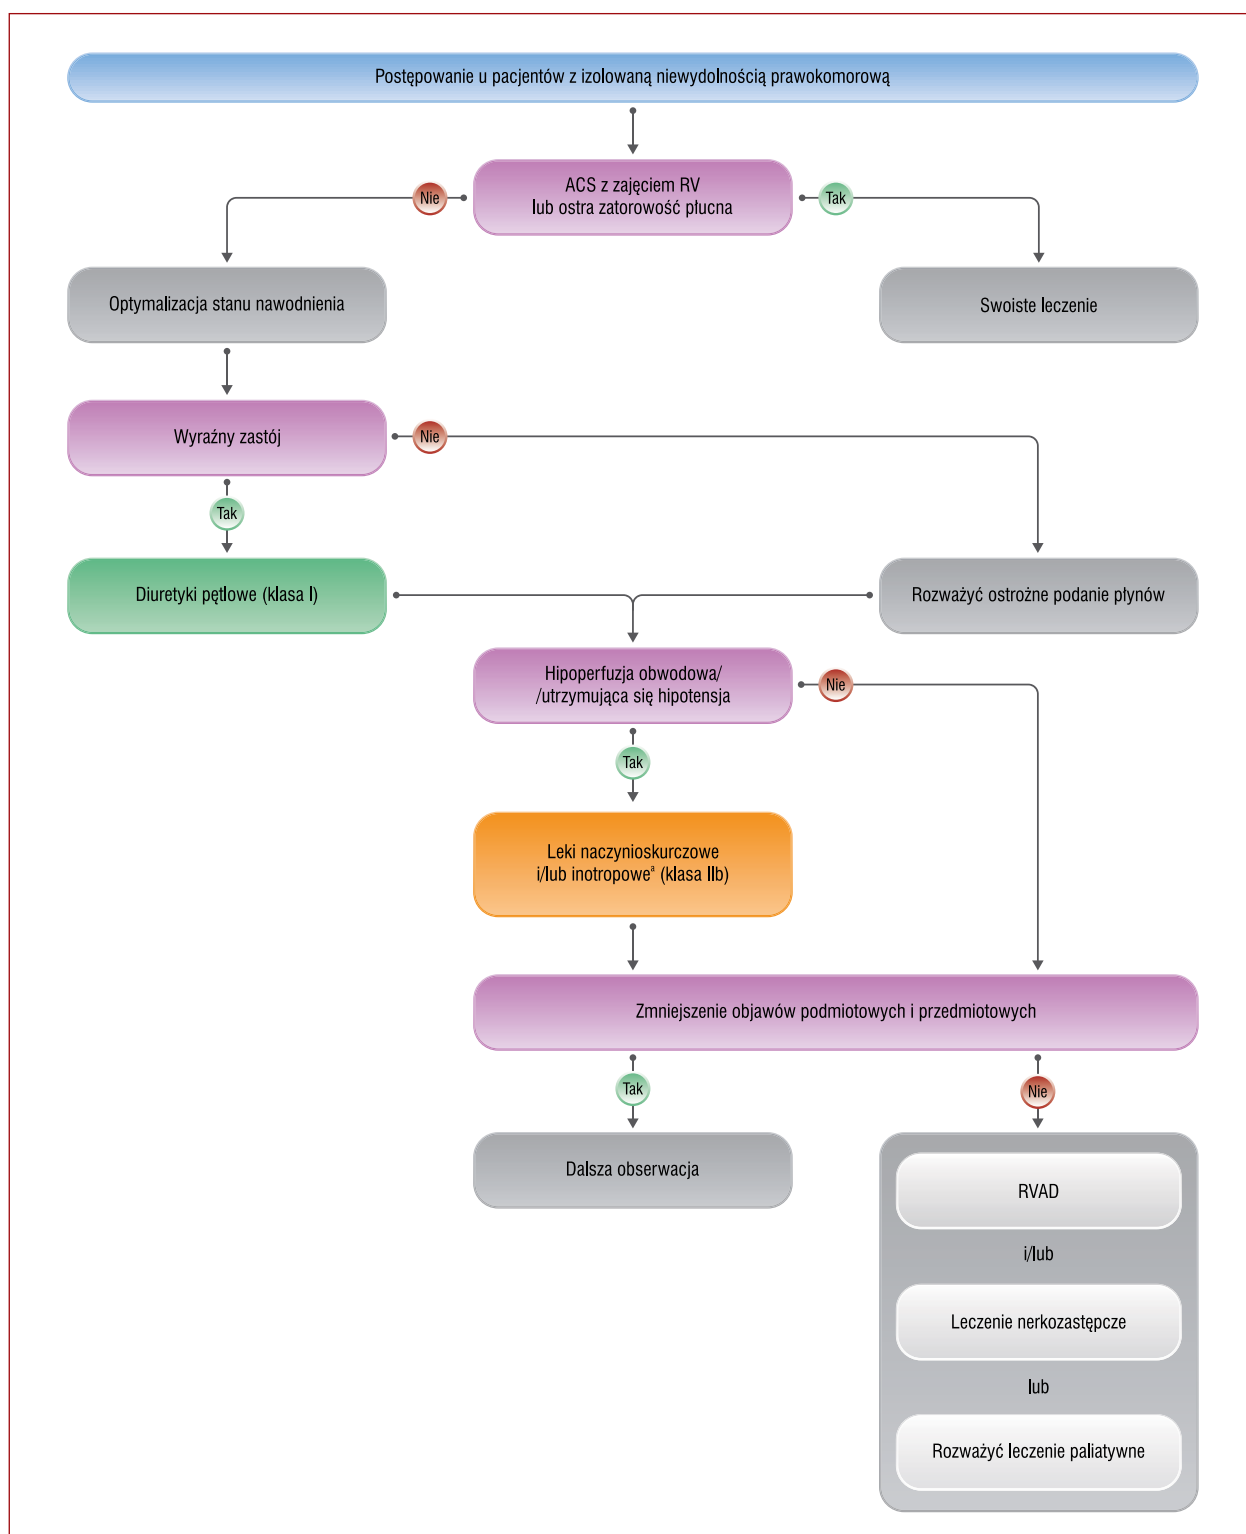 Postępowanie u pacjentów z izolowaną niewydolnością prawokomorową
ACS z zajęciem RV
lub ostra zatorowość płucna
Nie
Tak
Optymalizacja stanu nawodnienia
Swoiste leczenie
Wyraźny zastój
Nie
Tak
Diuretyki pętlowe (klasa I)
Rozważyć ostrożne podanie płynów
Hipoperfuzja obwodowa/
/utrzymująca się hipotensja
Nie
Tak
Leki naczynioskurczowe
i/lub inotropoweª (klasa IIb)
Zmniejszenie objawów podmiotowych i przedmiotowych
Tak
Nie
Dalsza obserwacja
RVAD
i/lub
Leczenie nerkozastępcze
lub
Rozważyć leczenie paliatywne